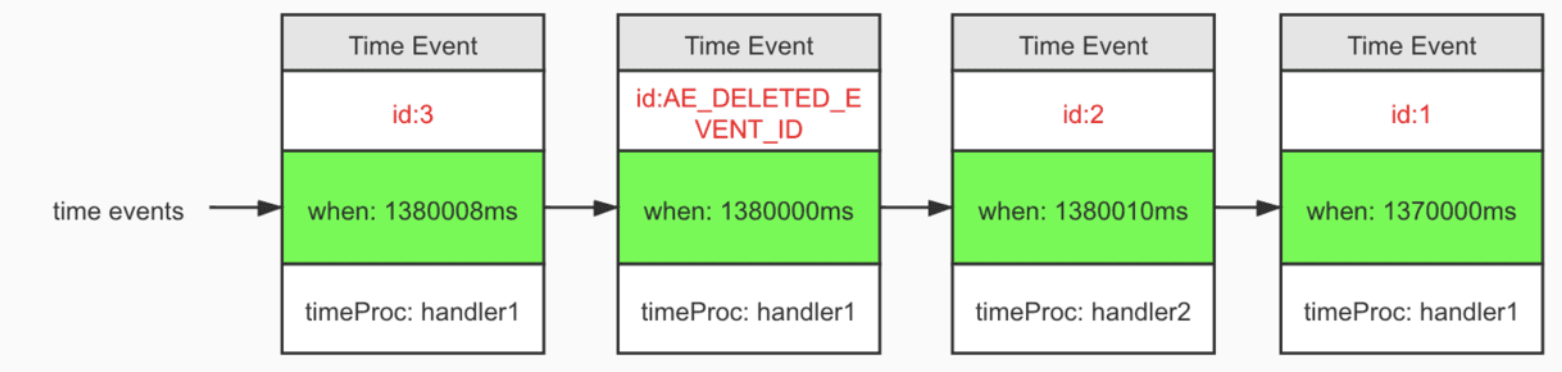 Time Event
Time Event
Time Event
Time Event
id:3
id:AE_DELETED_E
VENT_ID
id:2
id:1
time events
when: 1380008ms
when: 1380000ms
when: 1380010ms
when: 1370000ms
timeProc: handler1
timeProc: handler1
timeProc: handler2
timeProc: handler1